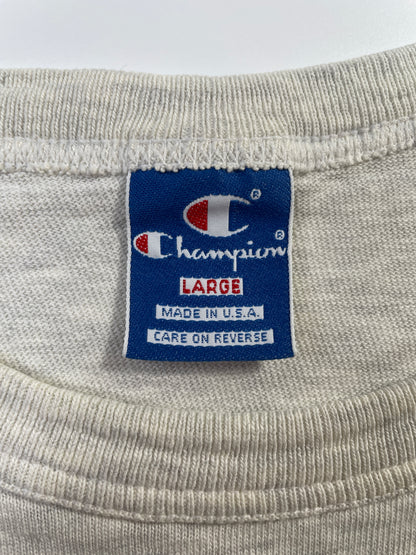 ®
Champion®
LARGE
MADE IN U.S.A.
CARE ON REVERSE